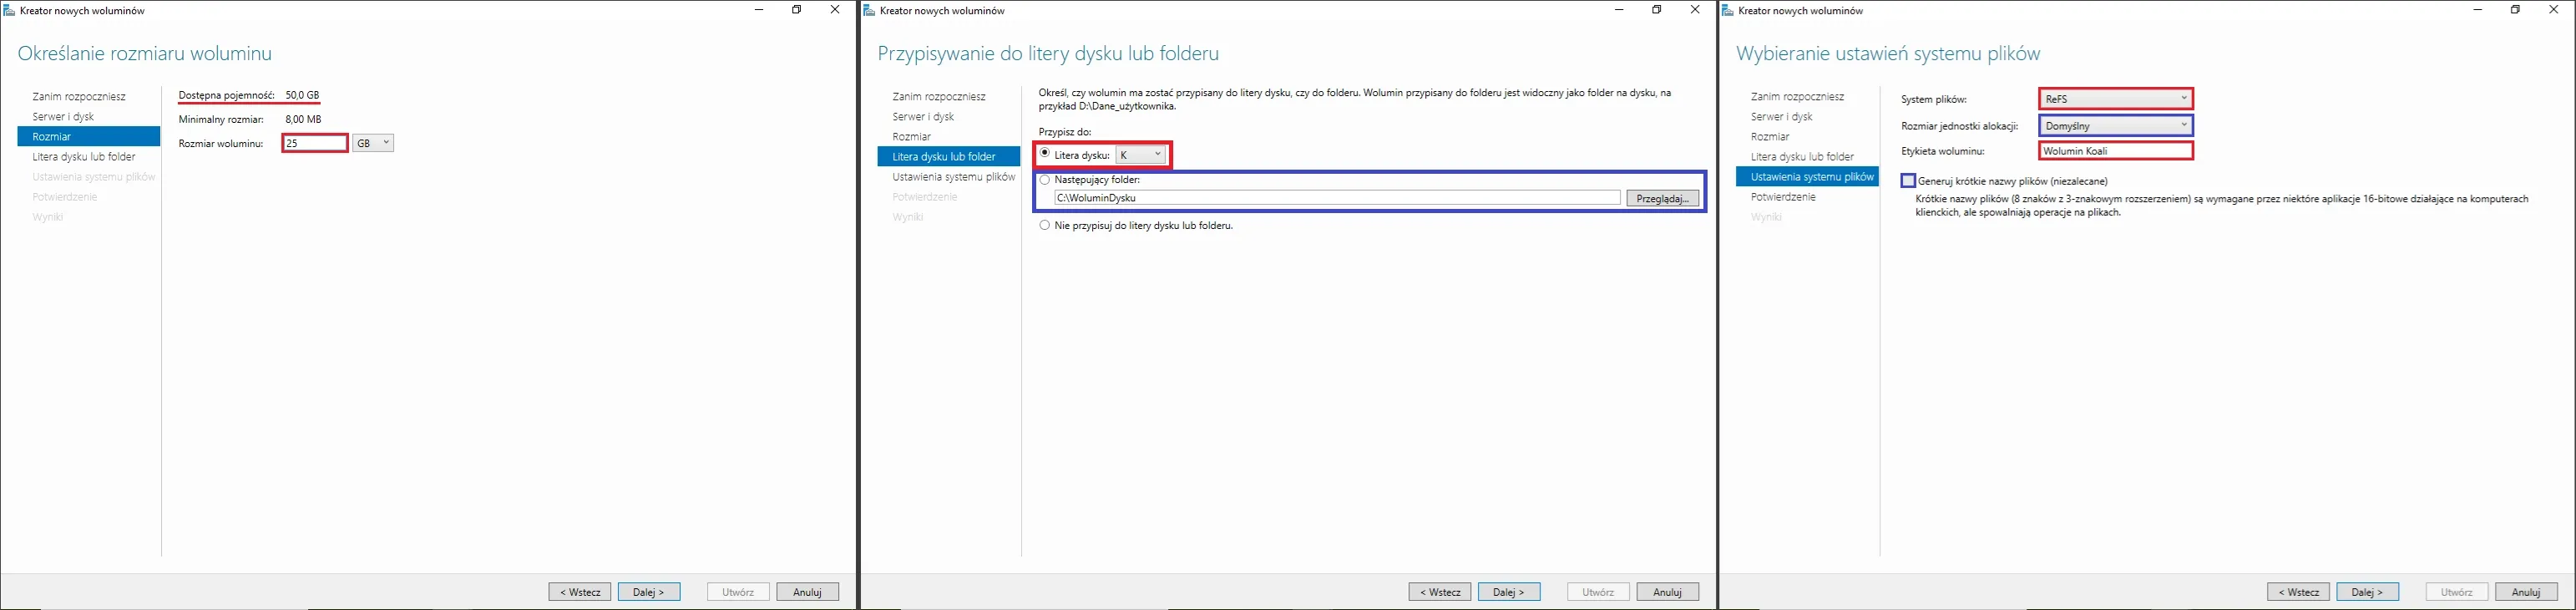 Kreator nowych woluminów
Określanie rozmiaru woluminu
Zanim rozpoczniesz
Serwer i dysk
Rozmiar
Litera dysku lub folder
Ustawienia systemu plików
Potwierdzenie
Wyniki
Dostępna pojemność: 50,0 GB
Minimalny rozmiar: 8,00 MB
Rozmiar woluminu: 25 GB
< Wstecz
Dalej >
Utwórz
Anuluj
Kreator nowych woluminów
Przypisywanie do litery dysku lub folderu
Zanim rozpoczniesz
Serwer i dysk
Rozmiar
Litera dysku lub folder
Ustawienia systemu plików
Potwierdzenie
Wyniki
Określ, czy wolumin ma zostać przypisany do litery dysku, czy do folderu. Wolumin przypisany do folderu jest widoczny jako folder na dysku, na
przykład D:\Dane_użytkownika.
Przypisz do:
Litera dysku: K
Następujący folder:
C:\WoluminDysku
Przeglądaj...
Nie przypisuj do litery dysku lub folderu.
< Wstecz
Dalej >
Utwórz
Anuluj
Kreator nowych woluminów
Wybieranie ustawień systemu plików
Zanim rozpoczniesz
Serwer i dysk
Rozmiar
Litera dysku lub folder
Ustawienia systemu plików
Potwierdzenie
Wyniki
System plików: ReFS
Rozmiar jednostki alokacji: Domyślny
Etykieta woluminu: Wolumin Koali
Generuj krótkie nazwy plików (niezalecane)
Krótkie nazwy plików (8 znaków z 3-znakowym rozszerzeniem) są wymagane przez niektóre aplikacje 16-bitowe działające na komputerach
klienckich, ale spowalniają operacje na plikach.
< Wstecz
Dalej >
Utwórz
Anuluj